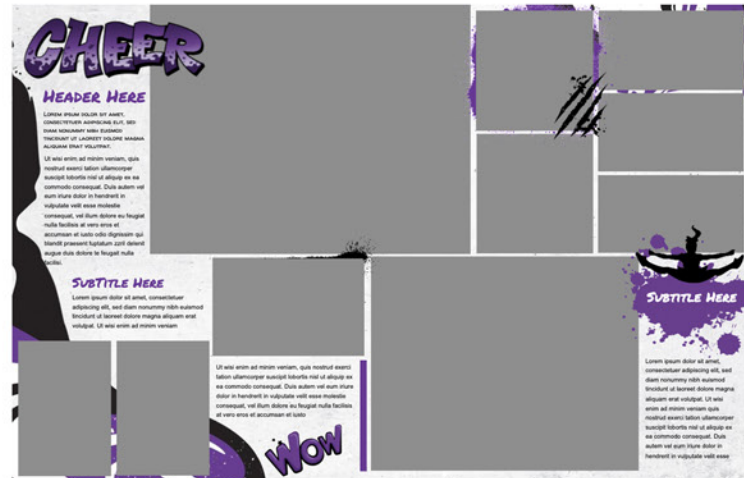 CHEER
HEADER HERE
LOREM IPSUM DOLOR SIT AMET,
CONSECTETUER ADIPISCING ELIT, SED
DIAM NONUMMY NIBH EUISMOD
TINCIDUNT UT LAOREET DOLORE MAGNA
ALIQUAM ERAT VOLUTPAT.
Ut wisi enim ad minim veniam, quis
nostrud exerci tation ullamcorper
suscipit lobortis nisl ut aliquip ex ea
commodo consequat. Duis autem vel
eum iriure dolor in hendrerit in
vulputate velit esse molestie
consequat, vel illum dolore eu feugiat
nulla facilisis at vero eros et
accumsan et iusto odio dignissim qui
blandit praesent luptatum zzril delenit
augue duis dolore te feugait nulla
facilisi.
SUBTITLE HERE
Lorem ipsum dolor sit amet, consectetuer
adipiscing elit, sed diam nonummy nibh euismod
tincidunt ut laoreet dolore magna aliquam erat
volutpat. Ut wisi enim ad minim veniam
Ut wisi enim ad minim veniam, quis nostrud exerci
tation ullamcorper suscipit lobortis nisl ut aliquip ex
ea commodo consequat. Duis autem vel eum iriure
dolor in hendrerit in vulputate velit esse molestie
consequat, vel illum dolore eu feugiat nulla facilisis
at vero eros et accumsan et iusto
WOW
SUBTITLE HERE
Lorem ipsum dolor sit amet,
consectetuer adipiscing elit, sed
diam nonummy nibh euismod
tincidunt ut laoreet dolore magna
aliquam erat volutpat. Ut wisi
enim ad minim veniam, quis
nostrud exerci tation ullamcorper
suscipit lobortis nisl ut aliquip ex
ea commodo consequat. Duis
autem vel eum iriure dolor in
hendrerit in vulputate velit esse